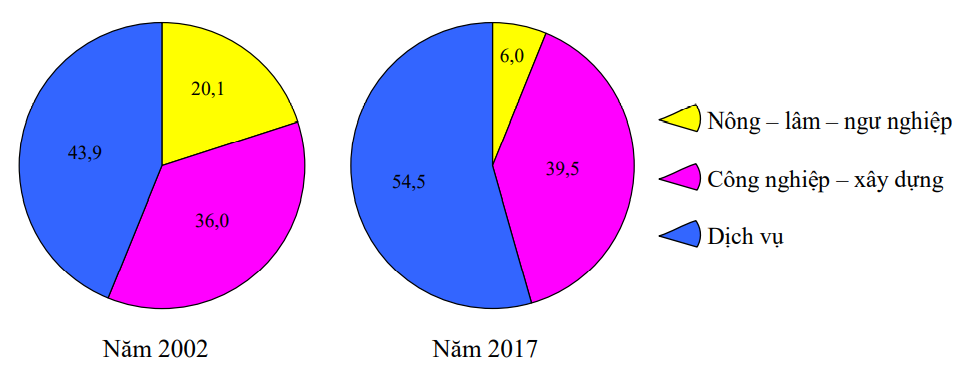 20,1
43,9
36,0
6,0
54,5
39,5
Nông – lâm – ngư nghiệp
Công nghiệp – xây dựng
Dịch vụ
Năm 2002
Năm 2017